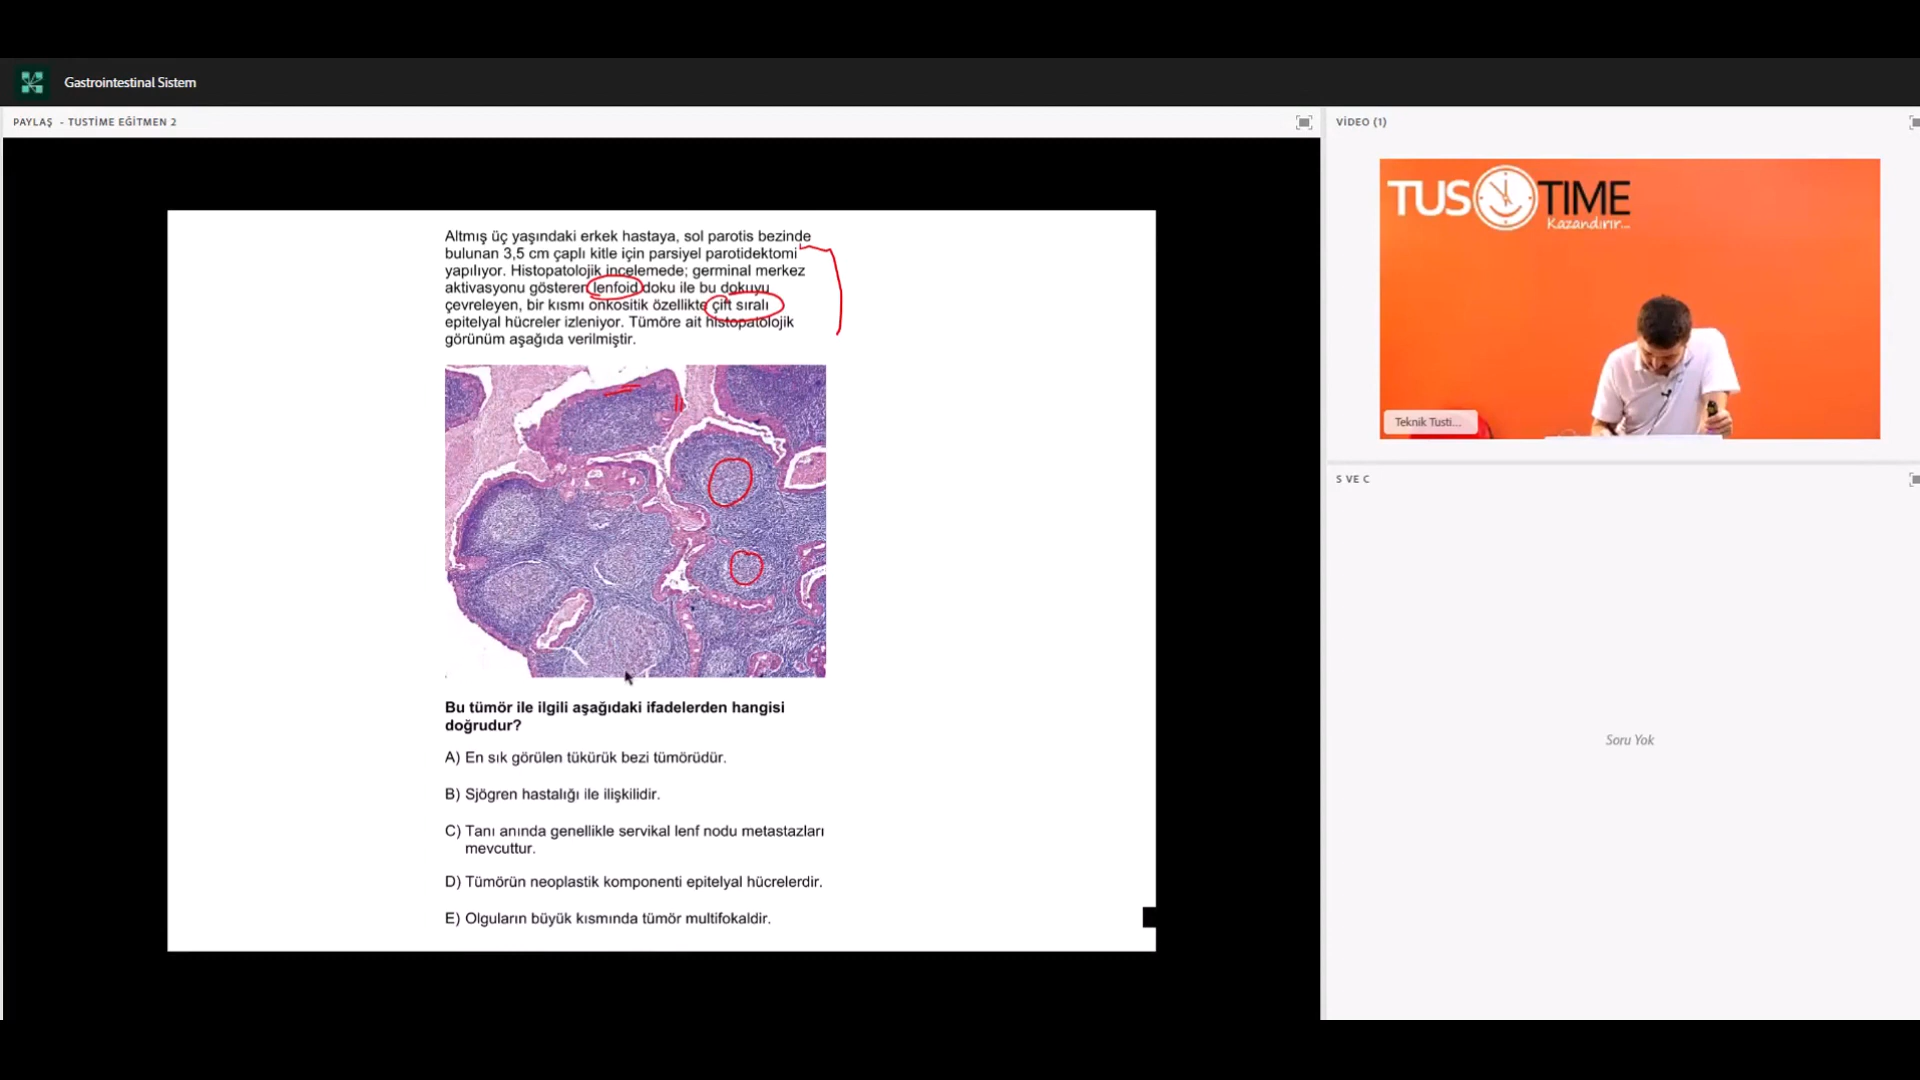 Gastrointestinal Sistem
PAYLAŞ - TUSTİME EĞİTMEN 2
VİDEO (1)
Altmış üç yaşındaki erkek hastaya, sol parotis bezinde
bulunan 3,5 cm çaplı kitle için parsiyel parotidektomi
yapılıyor. Histopatolojik incelemede; germinal merkez
aktivasyonu gösteren lenfoid doku ile bu dokuyu
çevreleyen, bir kısmı onkositik özellikte çift sıralı
epitelyal hücreler izleniyor. Tümöre ait histopatolojik
görünüm aşağıda verilmiştir.
Bu tümör ile ilgili aşağıdaki ifadelerden hangisi
doğrudur?
A) En sık görülen tükürük bezi tümörüdür.
B) Sjögren hastalığı ile ilişkilidir.
C) Tanı anında genellikle servikal lenf nodu metastazları
mevcuttur.
D) Tümörün neoplastik komponenti epitelyal hücrelerdir.
E) Olguların büyük kısmında tümör multifokaldir.
TUS TIME
Kazandırır...
Teknik Tusti...
S VE C
Soru Yok